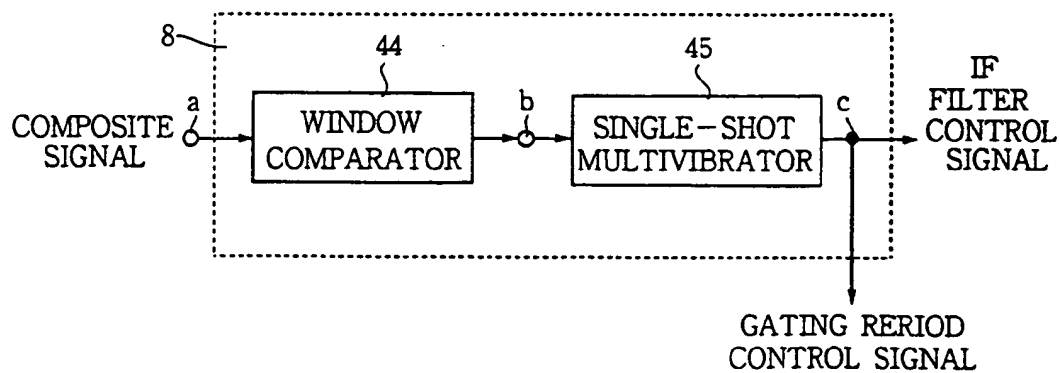 8
44
45
a
b
c
COMPOSITE
SIGNAL
WINDOW
COMPARATOR
SINGLE-SHOT
MULTIVIBRATOR
IF
FILTER
CONTROL
SIGNAL
GATING RERIOD
CONTROL SIGNAL